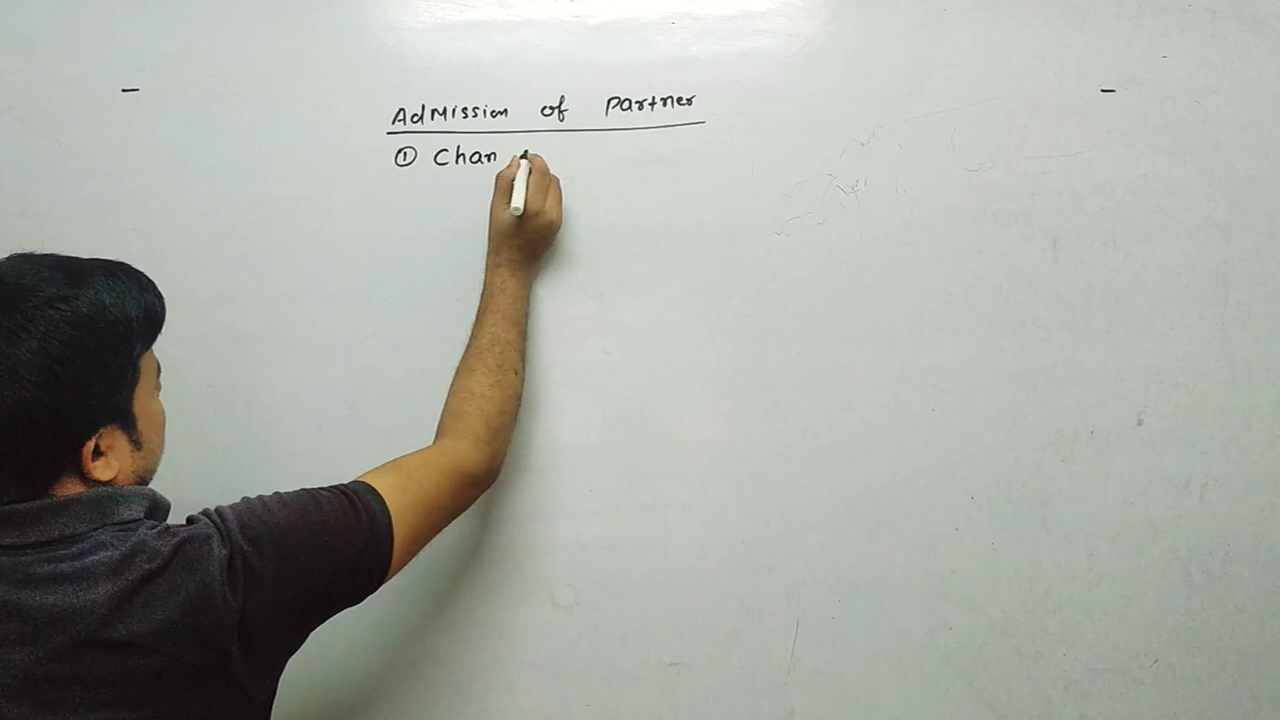 Admission of Partner
① Chan